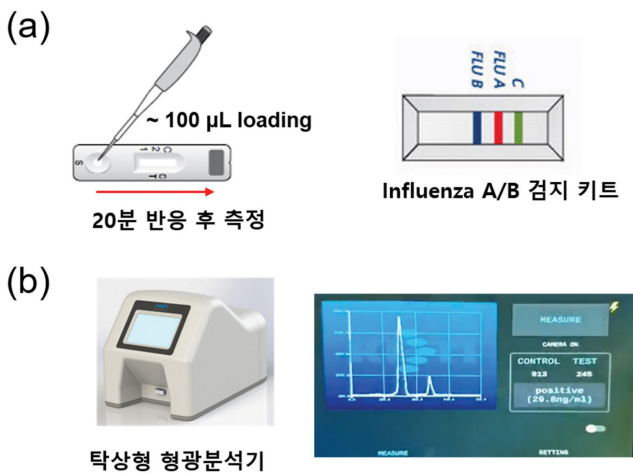 (a)
~ 100 µL loading
S
C 2 1
C T
20분 반응 후 측정
FLU B
FLU A
C
Influenza A/B 검지 키트
(b)
탁상형 형광분석기
MEASURE
CAMERA OK
CONTROL TEST
913 245
positive
(29.8ng/ml)
MEASURE
SETTING